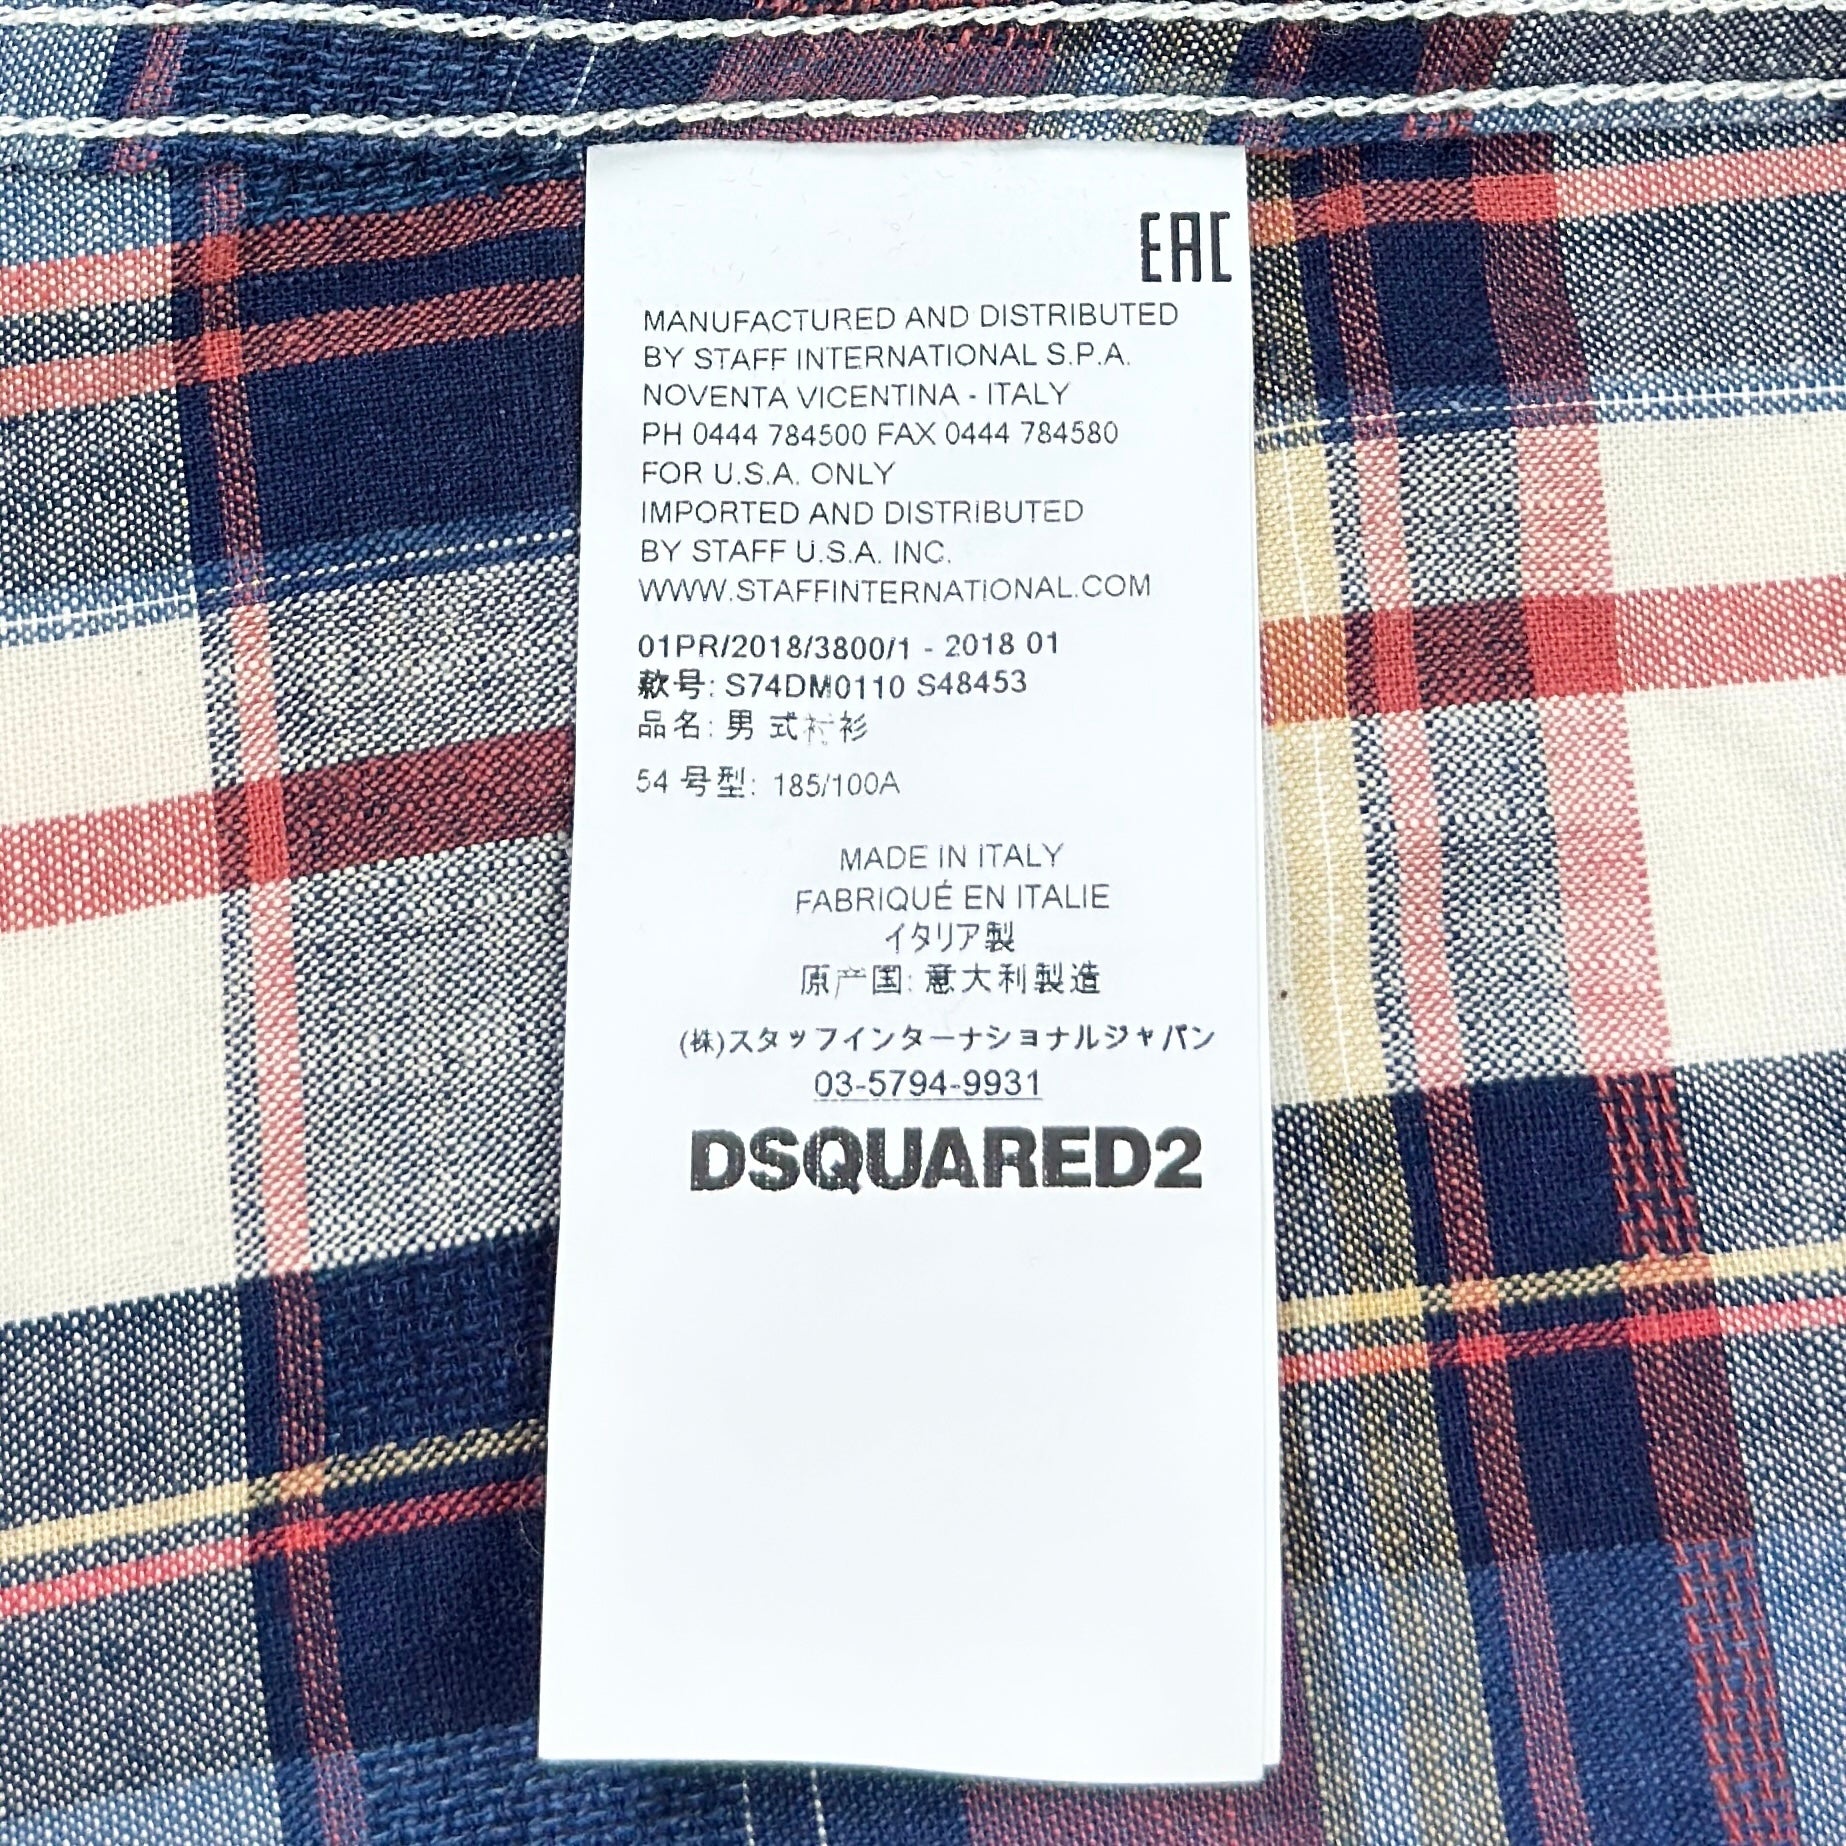 EAC
MANUFACTURED AND DISTRIBUTED
BY STAFF INTERNATIONAL S.P.A.
NOVENTA VICENTINA - ITALY
PH 0444 784500 FAX 0444 784580
FOR U.S.A. ONLY
IMPORTED AND DISTRIBUTED
BY STAFF U.S.A. INC.
WWW.STAFFINTERNATIONAL.COM
01PR/2018/3800/1 - 2018 01
款号: S74DM0110 S48453
品名: 男 式衬衫
54 号型: 185/100A
MADE IN ITALY
FABRIQUÉ EN ITALIE
イタリア製
原产国: 意大利製造
(株)スタッフインターナショナルジャパン
03-5794-9931
DSQUARED2